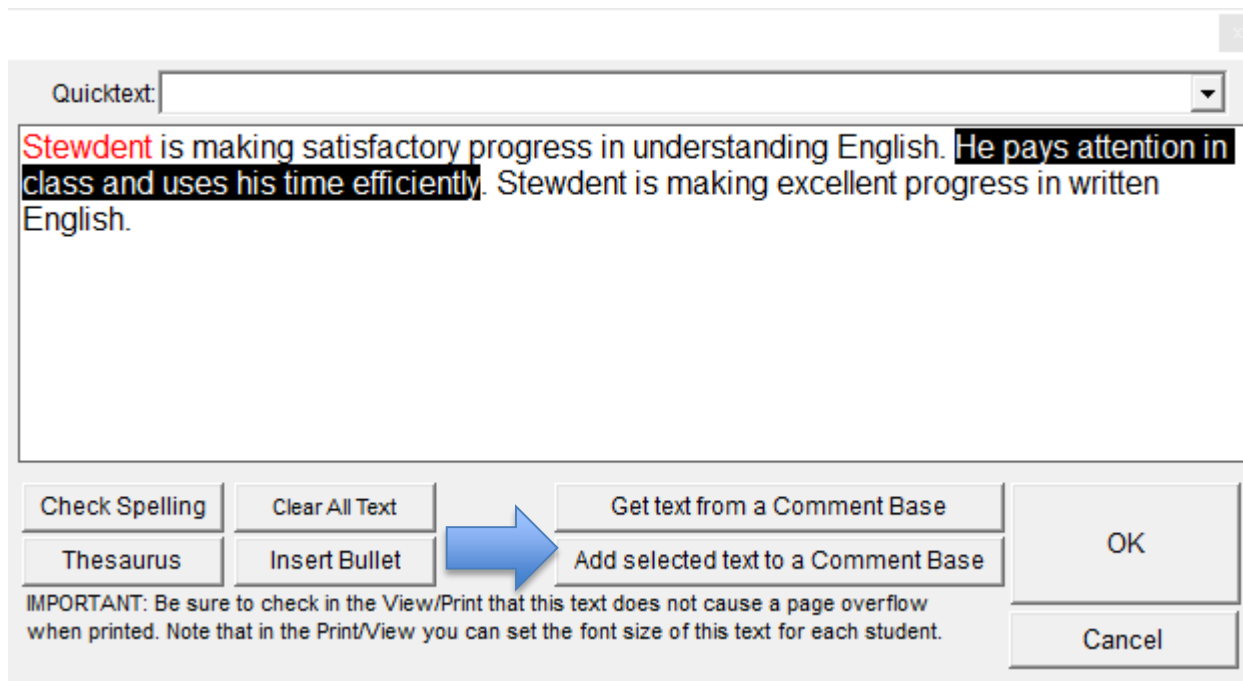 Quicktext:
Stewdent is making satisfactory progress in understanding English. He pays attention in
class and uses his time efficiently. Stewdent is making excellent progress in written
English.
Check Spelling
Clear All Text
Get text from a Comment Base
Thesaurus
Insert Bullet
Add selected text to a Comment Base
OK
IMPORTANT: Be sure to check in the View/Print that this text does not cause a page overflow
when printed. Note that in the Print/View you can set the font size of this text for each student.
Cancel